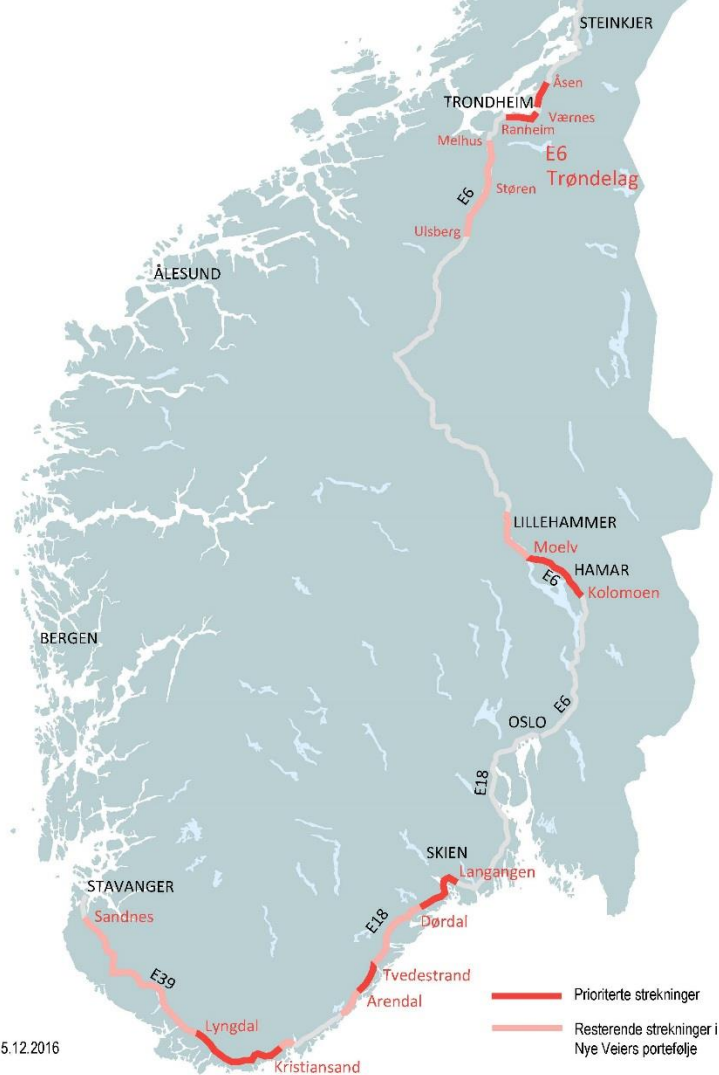 STEINKJER
Åsen
TRONDHEIM
Værnes
Ranheim
Melhus
E6
Trøndelag
Støren
E6
Ulsberg
ÅLESUND
LILLEHAMMER
Moelv
HAMAR
E6
Kolomoen
BERGEN
E6
OSLO
E18
SKIEN
Langangen
STAVANGER
Sandnes
Dørdal
E18
E39
Tvedestrand
Arendal
Prioriterte strekninger
Lyngdal
Resterende strekninger i
Nye Veiers portefølje
5.12.2016
Kristiansand